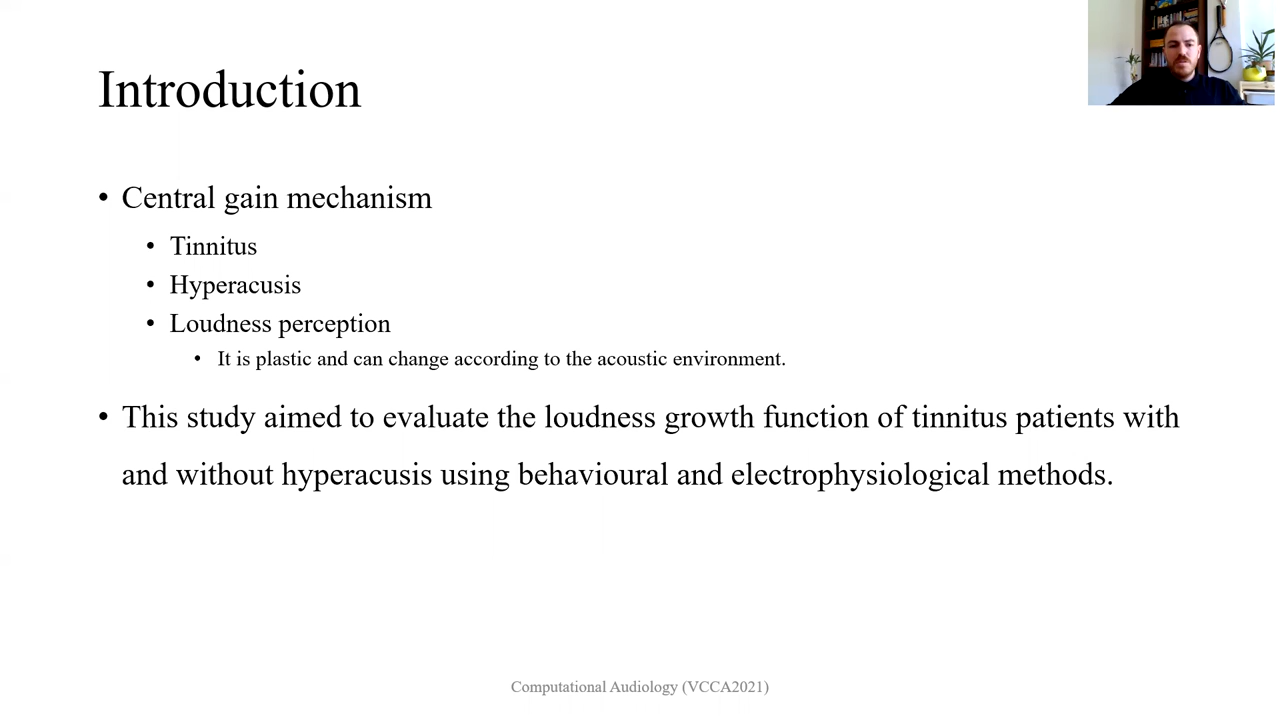 Introduction
• Central gain mechanism
• Tinnitus
• Hyperacusis
• Loudness perception
• It is plastic and can change according to the acoustic environment.
• This study aimed to evaluate the loudness growth function of tinnitus patients with
and without hyperacusis using behavioural and electrophysiological methods.
Computational Audiology (VCCA2021)